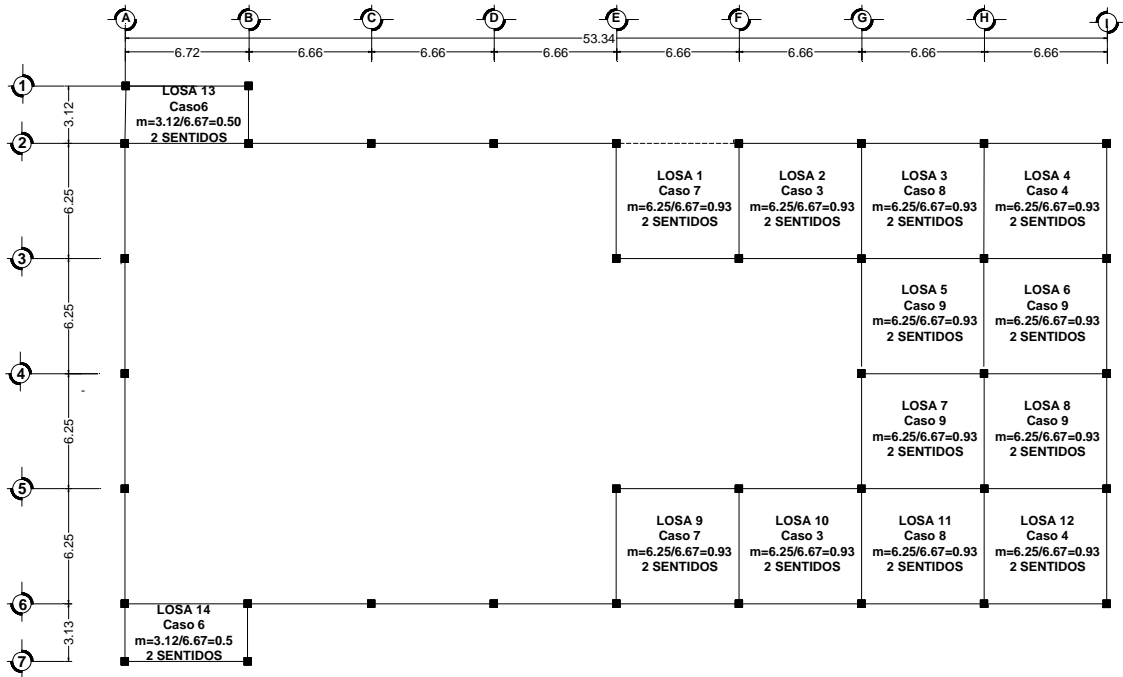 A B C D E F G H I
53.34
6.72 6.66 6.66 6.66 6.66 6.66 6.66 6.66
1
3.12
LOSA 13
Caso6
m=3.12/6.67=0.50
2 SENTIDOS
2
6.25
LOSA 1
Caso 7
m=6.25/6.67=0.93
2 SENTIDOS
LOSA 2
Caso 3
m=6.25/6.67=0.93
2 SENTIDOS
LOSA 3
Caso 8
m=6.25/6.67=0.93
2 SENTIDOS
LOSA 4
Caso 4
m=6.25/6.67=0.93
2 SENTIDOS
3
6.25
LOSA 5
Caso 9
m=6.25/6.67=0.93
2 SENTIDOS
LOSA 6
Caso 9
m=6.25/6.67=0.93
2 SENTIDOS
4
6.25
LOSA 7
Caso 9
m=6.25/6.67=0.93
2 SENTIDOS
LOSA 8
Caso 9
m=6.25/6.67=0.93
2 SENTIDOS
5
6.25
LOSA 9
Caso 7
m=6.25/6.67=0.93
2 SENTIDOS
LOSA 10
Caso 3
m=6.25/6.67=0.93
2 SENTIDOS
LOSA 11
Caso 8
m=6.25/6.67=0.93
2 SENTIDOS
LOSA 12
Caso 4
m=6.25/6.67=0.93
2 SENTIDOS
6
3.13
LOSA 14
Caso 6
m=3.12/6.67=0.5
2 SENTIDOS
7